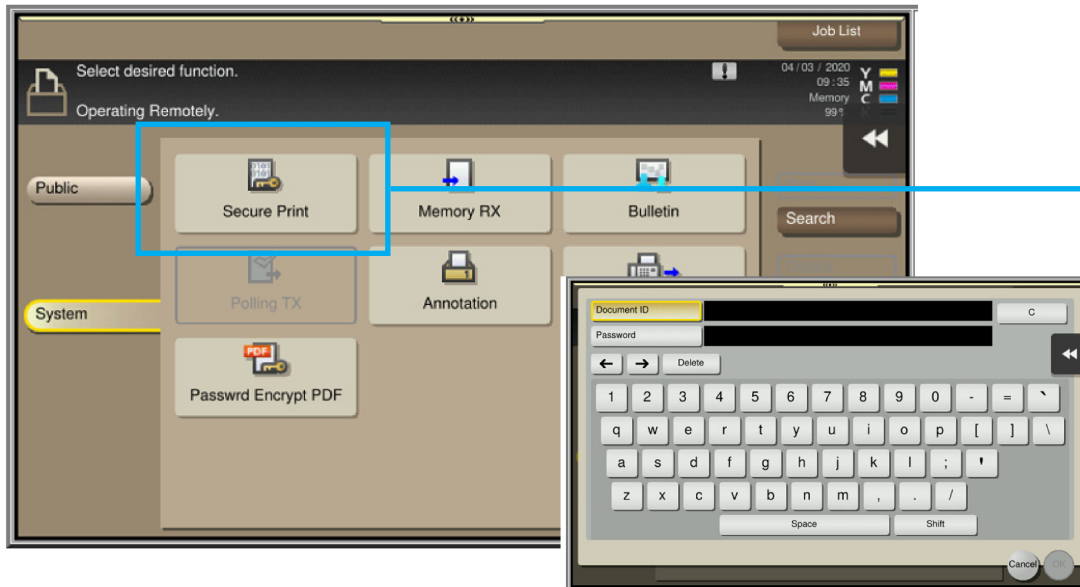 Job List
Select desired function.
Operating Remotely.
04/03/2020
09:35
Memory
99%
Y
M
C
K
Public
System
Secure Print
Memory RX
Bulletin
Polling TX
Annotation
Passwrd Encrypt PDF
PDF
Search
Document ID
C
Password
← → Delete
1 2 3 4 5 6 7 8 9 0 - = `
q w e r t y u i o p [ ] \
a s d f g h j k l ; '
z x c v b n m , . /
Space Shift
Cancel OK